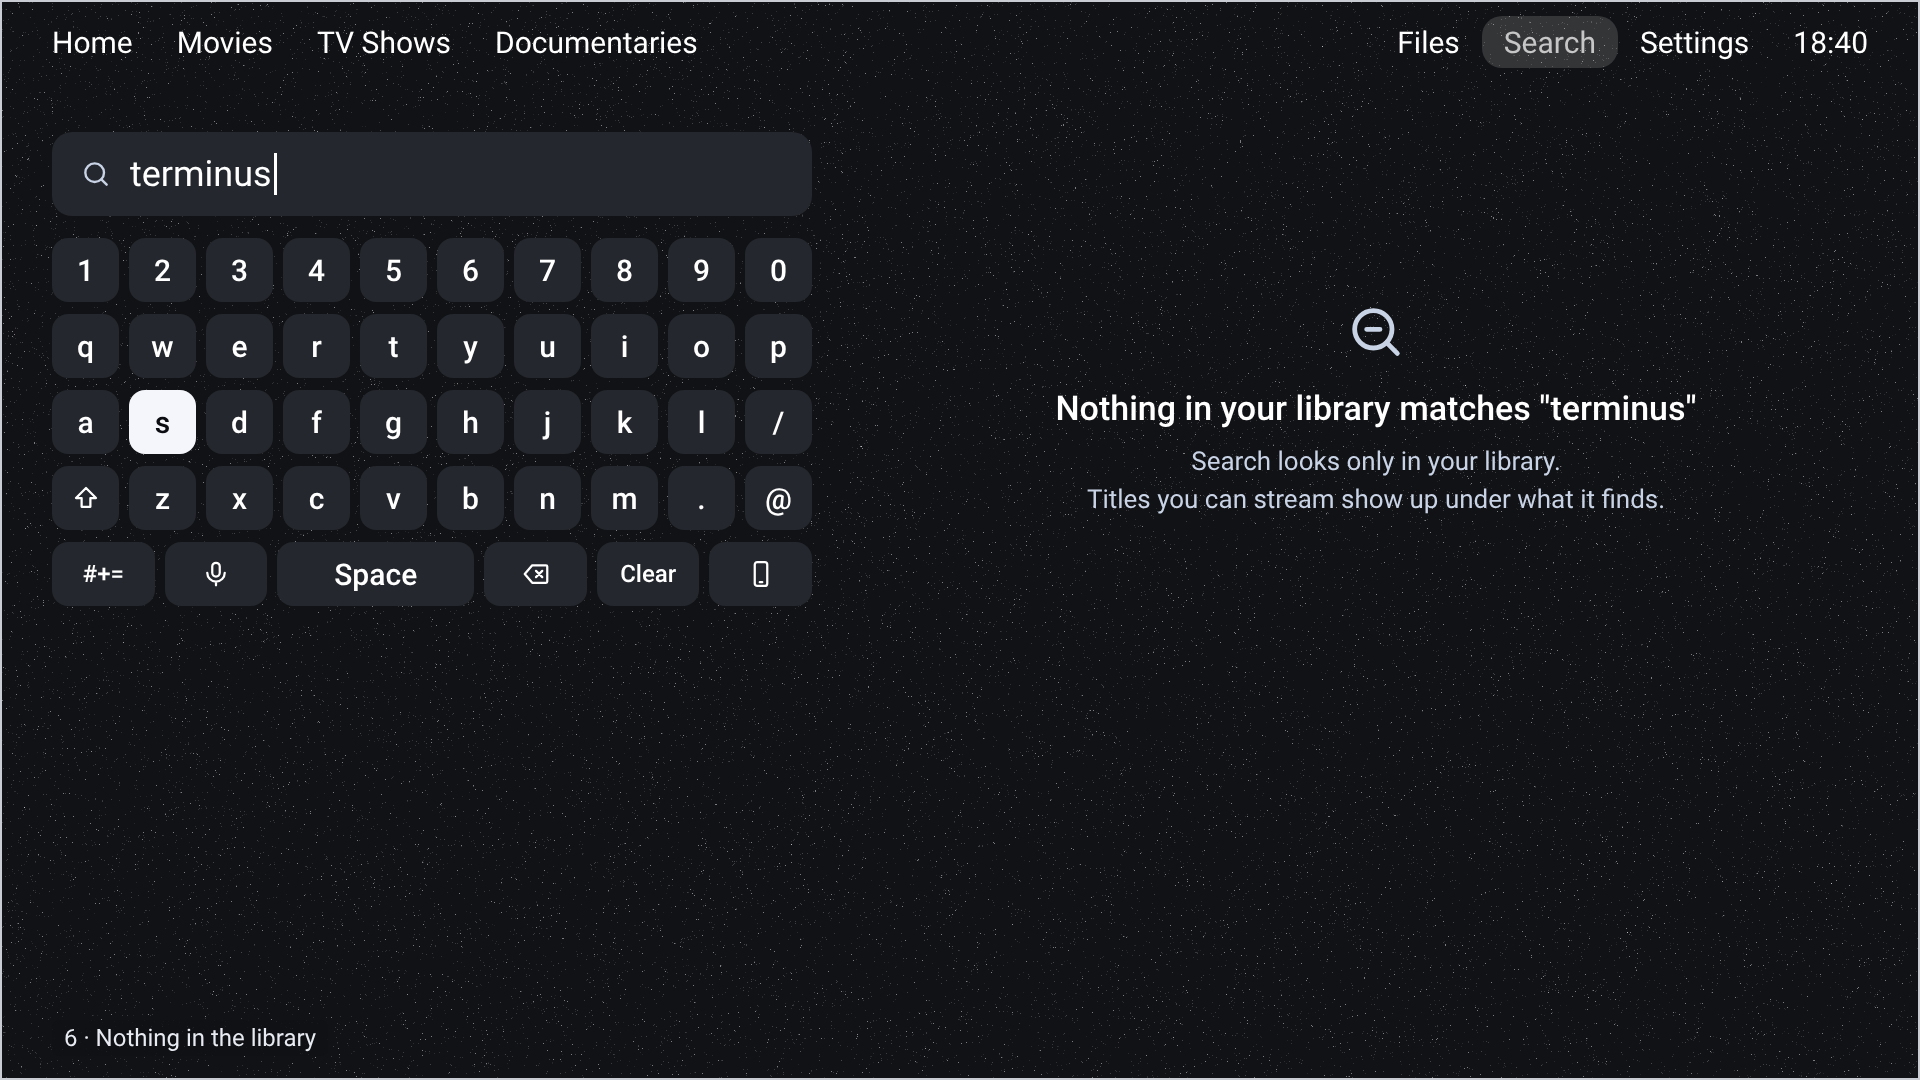 Home Movies TV Shows Documentaries Files Search Settings 18:40
terminus
1 2 3 4 5 6 7 8 9 0
q w e r t y u i o p
a s d f g h j k l /
z x c v b n m . @
#+= Space Clear
Nothing in your library matches "terminus"
Search looks only in your library.
Titles you can stream show up under what it finds.
6 · Nothing in the library